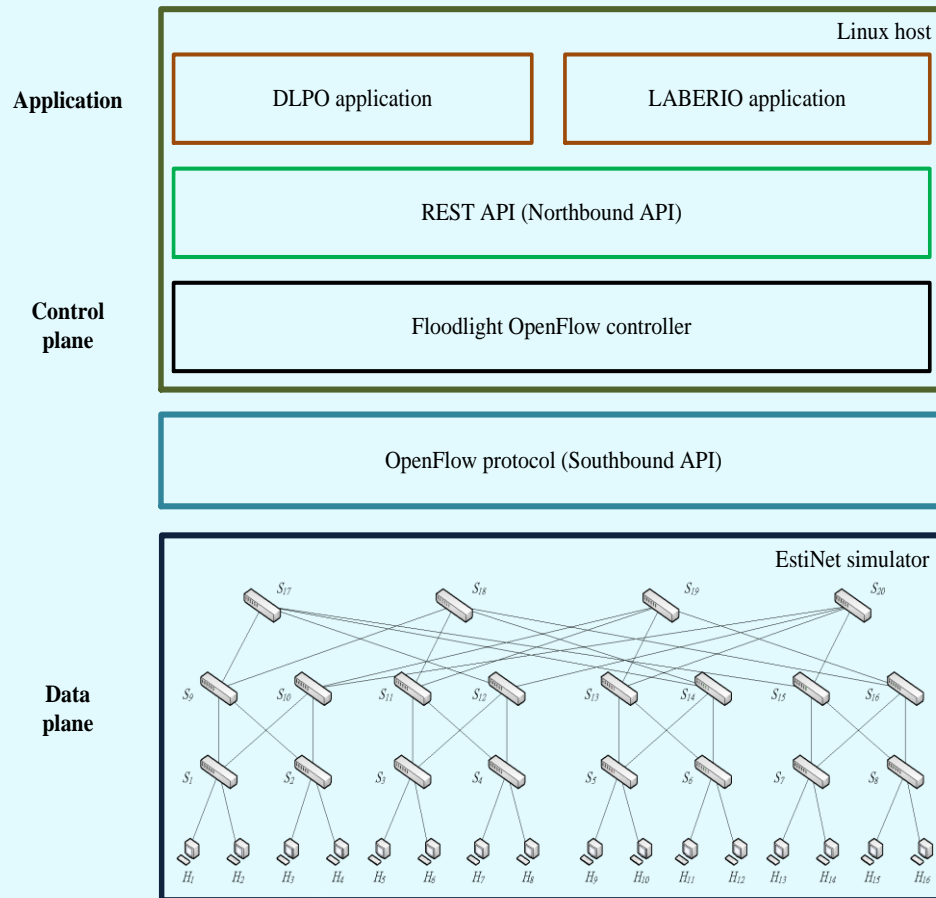 Linux host
Application
DLPO application
LABERIO application
REST API (Northbound API)
Control
plane
Floodlight OpenFlow controller
OpenFlow protocol (Southbound API)
EstiNet simulator
S17 S18 S19 S20
Data
plane
S9 S10 S11 S12 S13 S14 S15 S16
S1 S2 S3 S4 S5 S6 S7 S8
H1 H2 H3 H4 H5 H6 H7 H8 H9 H10 H11 H12 H13 H14 H15 H16